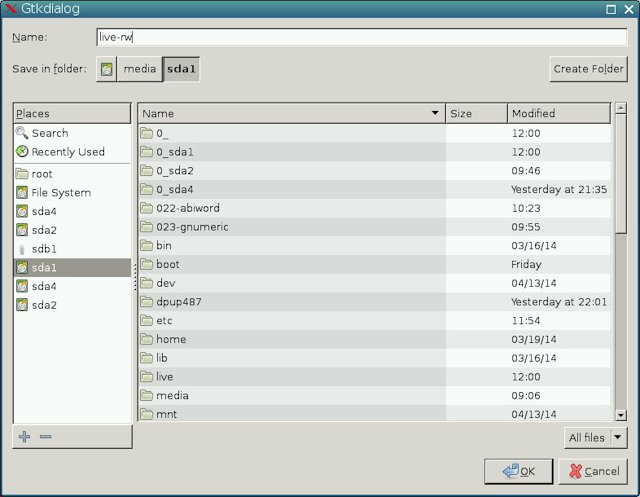 Gtkdialog
Name: live-rw
Save in folder: media sda1 Create Folder
Places
Search
Recently Used
root
File System
sda4
sda2
sdb1
sda1
sda4
sda2
Name Size Modified
0_ 12:00
0_sda1 12:00
0_sda2 09:46
0_sda4 Yesterday at 21:35
022-abiword 10:23
023-gnumeric 09:55
bin 03/16/14
boot Friday
dev 04/13/14
dpup487 Yesterday at 22:01
etc 11:54
home 03/19/14
lib 03/16/14
live 12:00
media 09:06
mnt 04/13/14
All files
OK Cancel